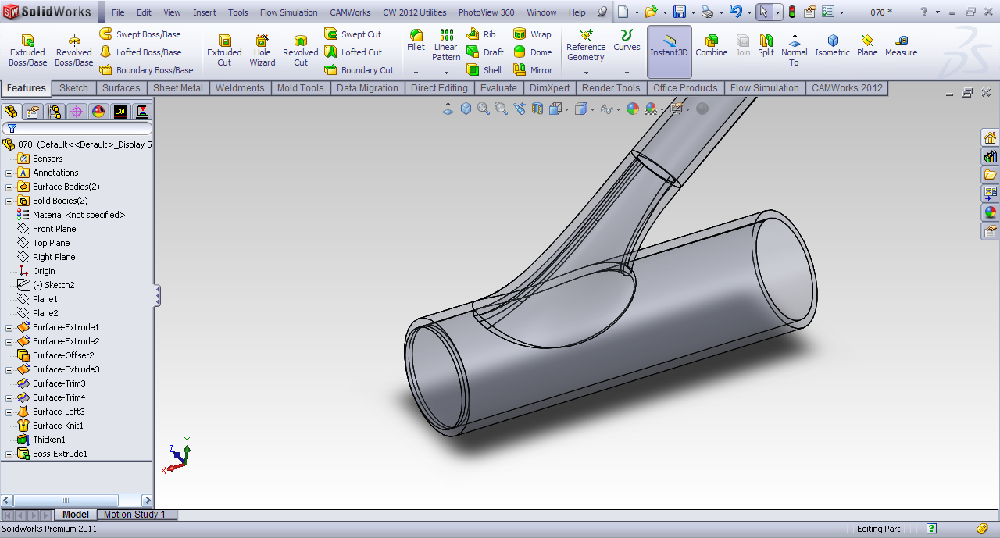 SolidWorks File Edit View Insert Tools Flow Simulation CAMWorks CW 2012 Utilities PhotoView 360 Window Help 070 * ?
Extruded Boss/Base
Revolved Boss/Base
Swept Boss/Base
Lofted Boss/Base
Boundary Boss/Base
Extruded Cut
Hole Wizard
Revolved Cut
Swept Cut
Lofted Cut
Boundary Cut
Fillet
Linear Pattern
Rib
Draft
Shell
Wrap
Dome
Mirror
Reference Geometry
Curves
Instant3D
Combine
Join
Split
Normal To
Isometric
Plane
Measure
Features Sketch Surfaces Sheet Metal Weldments Mold Tools Data Migration Direct Editing Evaluate DimXpert Render Tools Office Products Flow Simulation CAMWorks 2012
CW
070 (Default<<Default>_Display S
Sensors
Annotations
Surface Bodies(2)
Solid Bodies(2)
Material <not specified>
Front Plane
Top Plane
Right Plane
Origin
(-) Sketch2
Plane1
Plane2
Surface-Extrude1
Surface-Extrude2
Surface-Offset2
Surface-Extrude3
Surface-Trim3
Surface-Trim4
Surface-Loft3
Surface-Knit1
Thicken1
Boss-Extrude1
Y
Z
X
Model Motion Study 1
SolidWorks Premium 2011 Editing Part ?